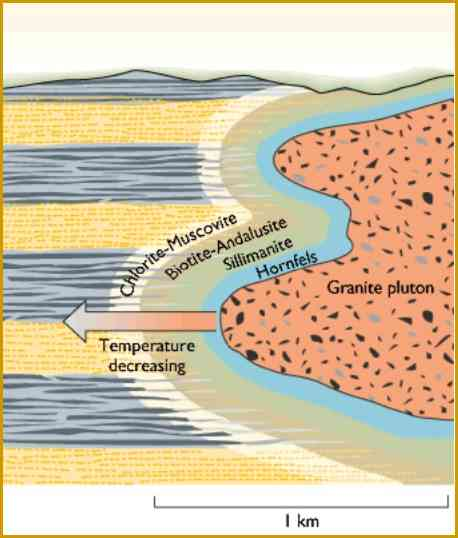 Chlorite-Muscovite
Biotite-Andalusite
Sillimanite
Hornfels
Granite pluton
Temperature
decreasing
1 km